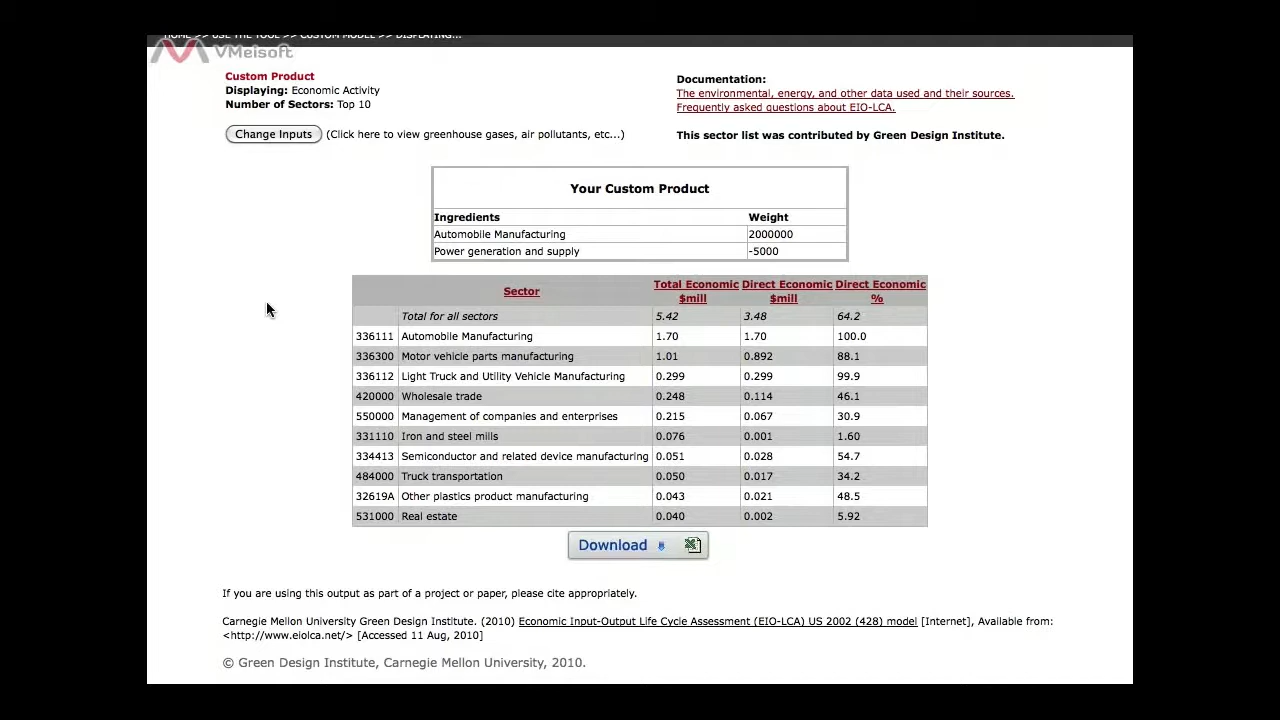 HOME >> USE THE TOOL >> CUSTOM MODEL >> DISPLAYING...
VMeisoft
Custom Product
Displaying: Economic Activity
Number of Sectors: Top 10
Documentation:
The environmental, energy, and other data used and their sources.
Frequently asked questions about EIO-LCA.
Change Inputs (Click here to view greenhouse gases, air pollutants, etc...)
This sector list was contributed by Green Design Institute.
Your Custom Product
Ingredients Weight
Automobile Manufacturing 2000000
Power generation and supply -5000
Sector Total Economic $mill Direct Economic $mill Direct Economic %
Total for all sectors 5.42 3.48 64.2
336111 Automobile Manufacturing 1.70 1.70 100.0
336300 Motor vehicle parts manufacturing 1.01 0.892 88.1
336112 Light Truck and Utility Vehicle Manufacturing 0.299 0.299 99.9
420000 Wholesale trade 0.248 0.114 46.1
550000 Management of companies and enterprises 0.215 0.067 30.9
331110 Iron and steel mills 0.076 0.001 1.60
334413 Semiconductor and related device manufacturing 0.051 0.028 54.7
484000 Truck transportation 0.050 0.017 34.2
32619A Other plastics product manufacturing 0.043 0.021 48.5
531000 Real estate 0.040 0.002 5.92
Download
If you are using this output as part of a project or paper, please cite appropriately.
Carnegie Mellon University Green Design Institute. (2010) Economic Input-Output Life Cycle Assessment (EIO-LCA) US 2002 (428) model [Internet], Available from:
<http://www.eiolca.net/> [Accessed 11 Aug, 2010]
© Green Design Institute, Carnegie Mellon University, 2010.